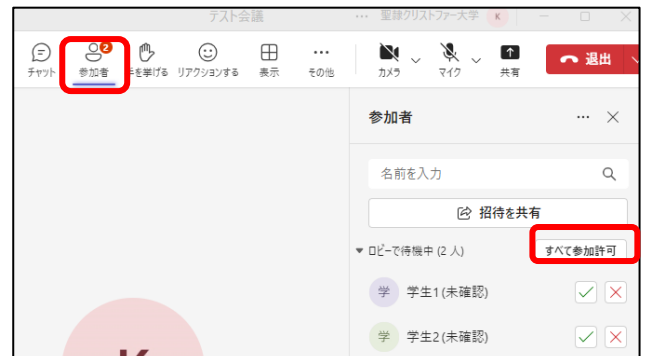 テスト会議 ··· 聖隷クリストファー大学 K
2
チャット 参加者 手を挙げる リアクションする 表示 その他 カメラ マイク 共有 退出
参加者
名前を入力
招待を共有
ロビーで待機中 (2 人) すべて参加許可
学 学生1(未確認)
学 学生2(未確認)
K